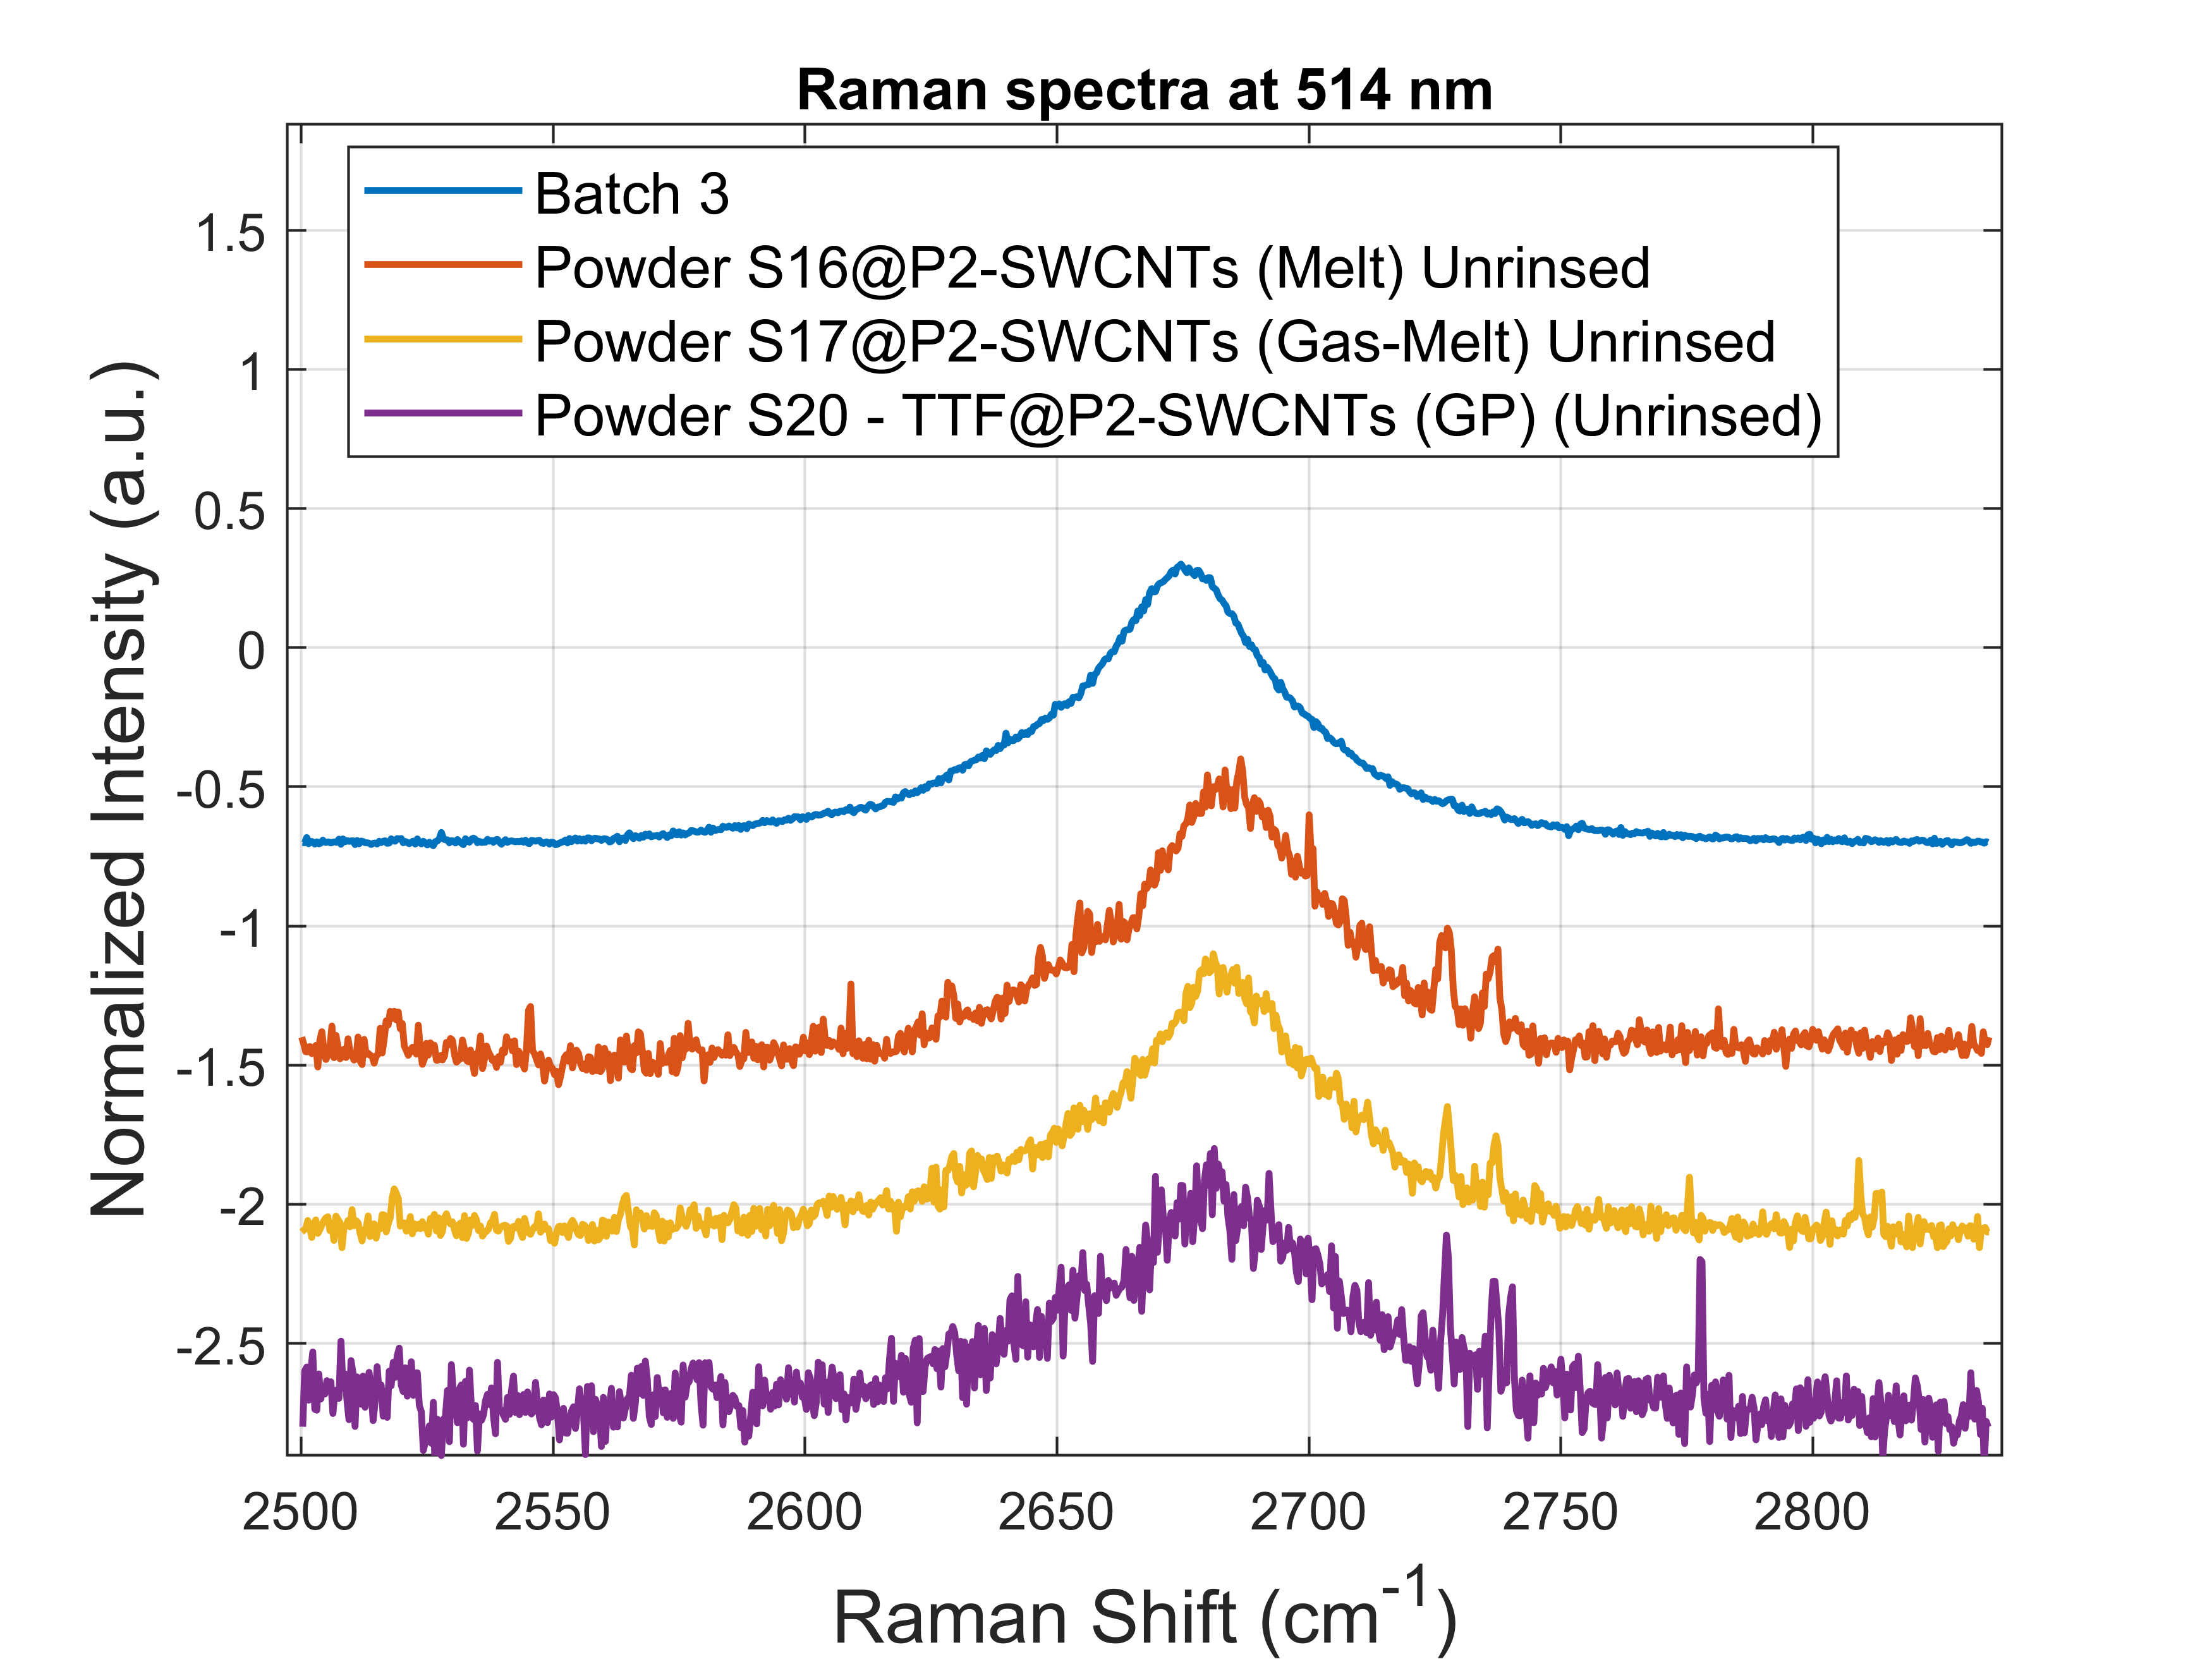 Raman spectra at 514 nm
Batch 3
Powder S16@P2-SWCNTs (Melt) Unrinsed
Powder S17@P2-SWCNTs (Gas-Melt) Unrinsed
Powder S20 - TTF@P2-SWCNTs (GP) (Unrinsed)
Normalized Intensity (a.u.)
1.5
1
0.5
0
-0.5
-1
-1.5
-2
-2.5
2500 2550 2600 2650 2700 2750 2800
Raman Shift (cm⁻¹)